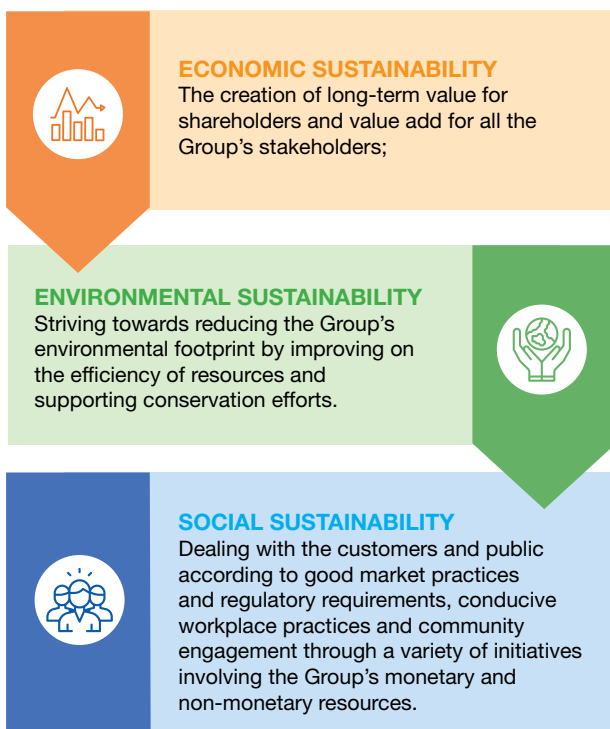 ECONOMIC SUSTAINABILITY
The creation of long-term value for
shareholders and value add for all the
Group’s stakeholders;
ENVIRONMENTAL SUSTAINABILITY
Striving towards reducing the Group’s
environmental footprint by improving on
the efficiency of resources and
supporting conservation efforts.
SOCIAL SUSTAINABILITY
Dealing with the customers and public
according to good market practices
and regulatory requirements, conducive
workplace practices and community
engagement through a variety of initiatives
involving the Group’s monetary and
non-monetary resources.